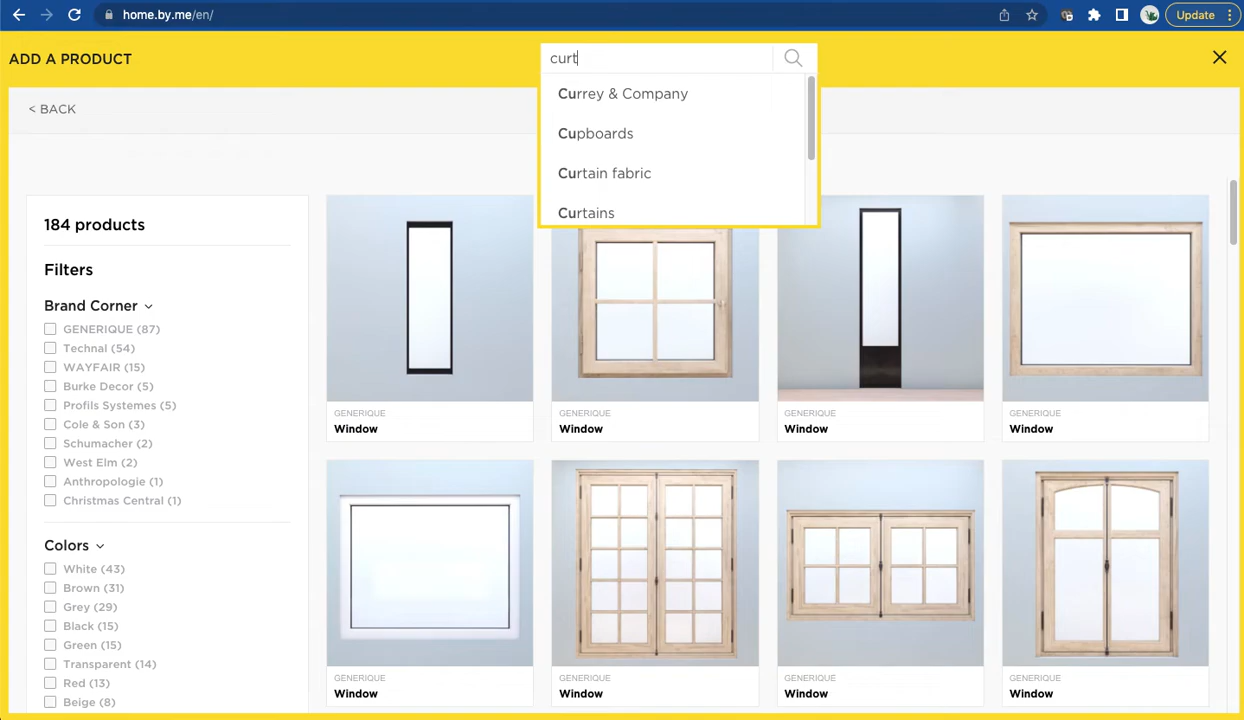 home.by.me/en/
Update
ADD A PRODUCT
curt
Currey & Company
Cupboards
Curtain fabric
Curtains
< BACK
184 products
Filters
Brand Corner
GENERIQUE (87)
Technal (54)
WAYFAIR (15)
Burke Decor (5)
Profils Systemes (5)
Cole & Son (3)
Schumacher (2)
West Elm (2)
Anthropologie (1)
Christmas Central (1)
Colors
White (43)
Brown (31)
Grey (29)
Black (15)
Green (15)
Transparent (14)
Red (13)
Beige (8)
GENERIQUE
Window
GENERIQUE
Window
GENERIQUE
Window
GENERIQUE
Window
GENERIQUE
Window
GENERIQUE
Window
GENERIQUE
Window
GENERIQUE
Window